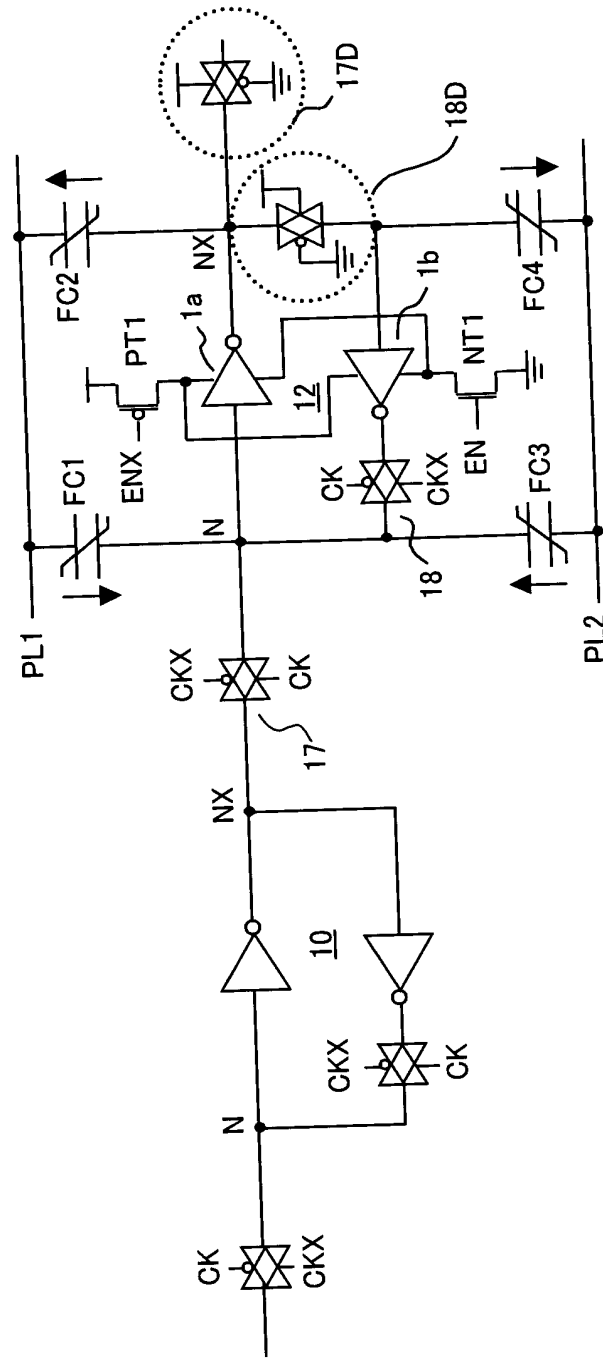 PL1
FC1
FC2
ENX
PT1
1a
NX
17D
18D
N
12
1b
CK
CKX
EN
NT1
18
FC3
FC4
PL2
CKX
CK
17
NX
10
N
CKX
CK
CK
CKX